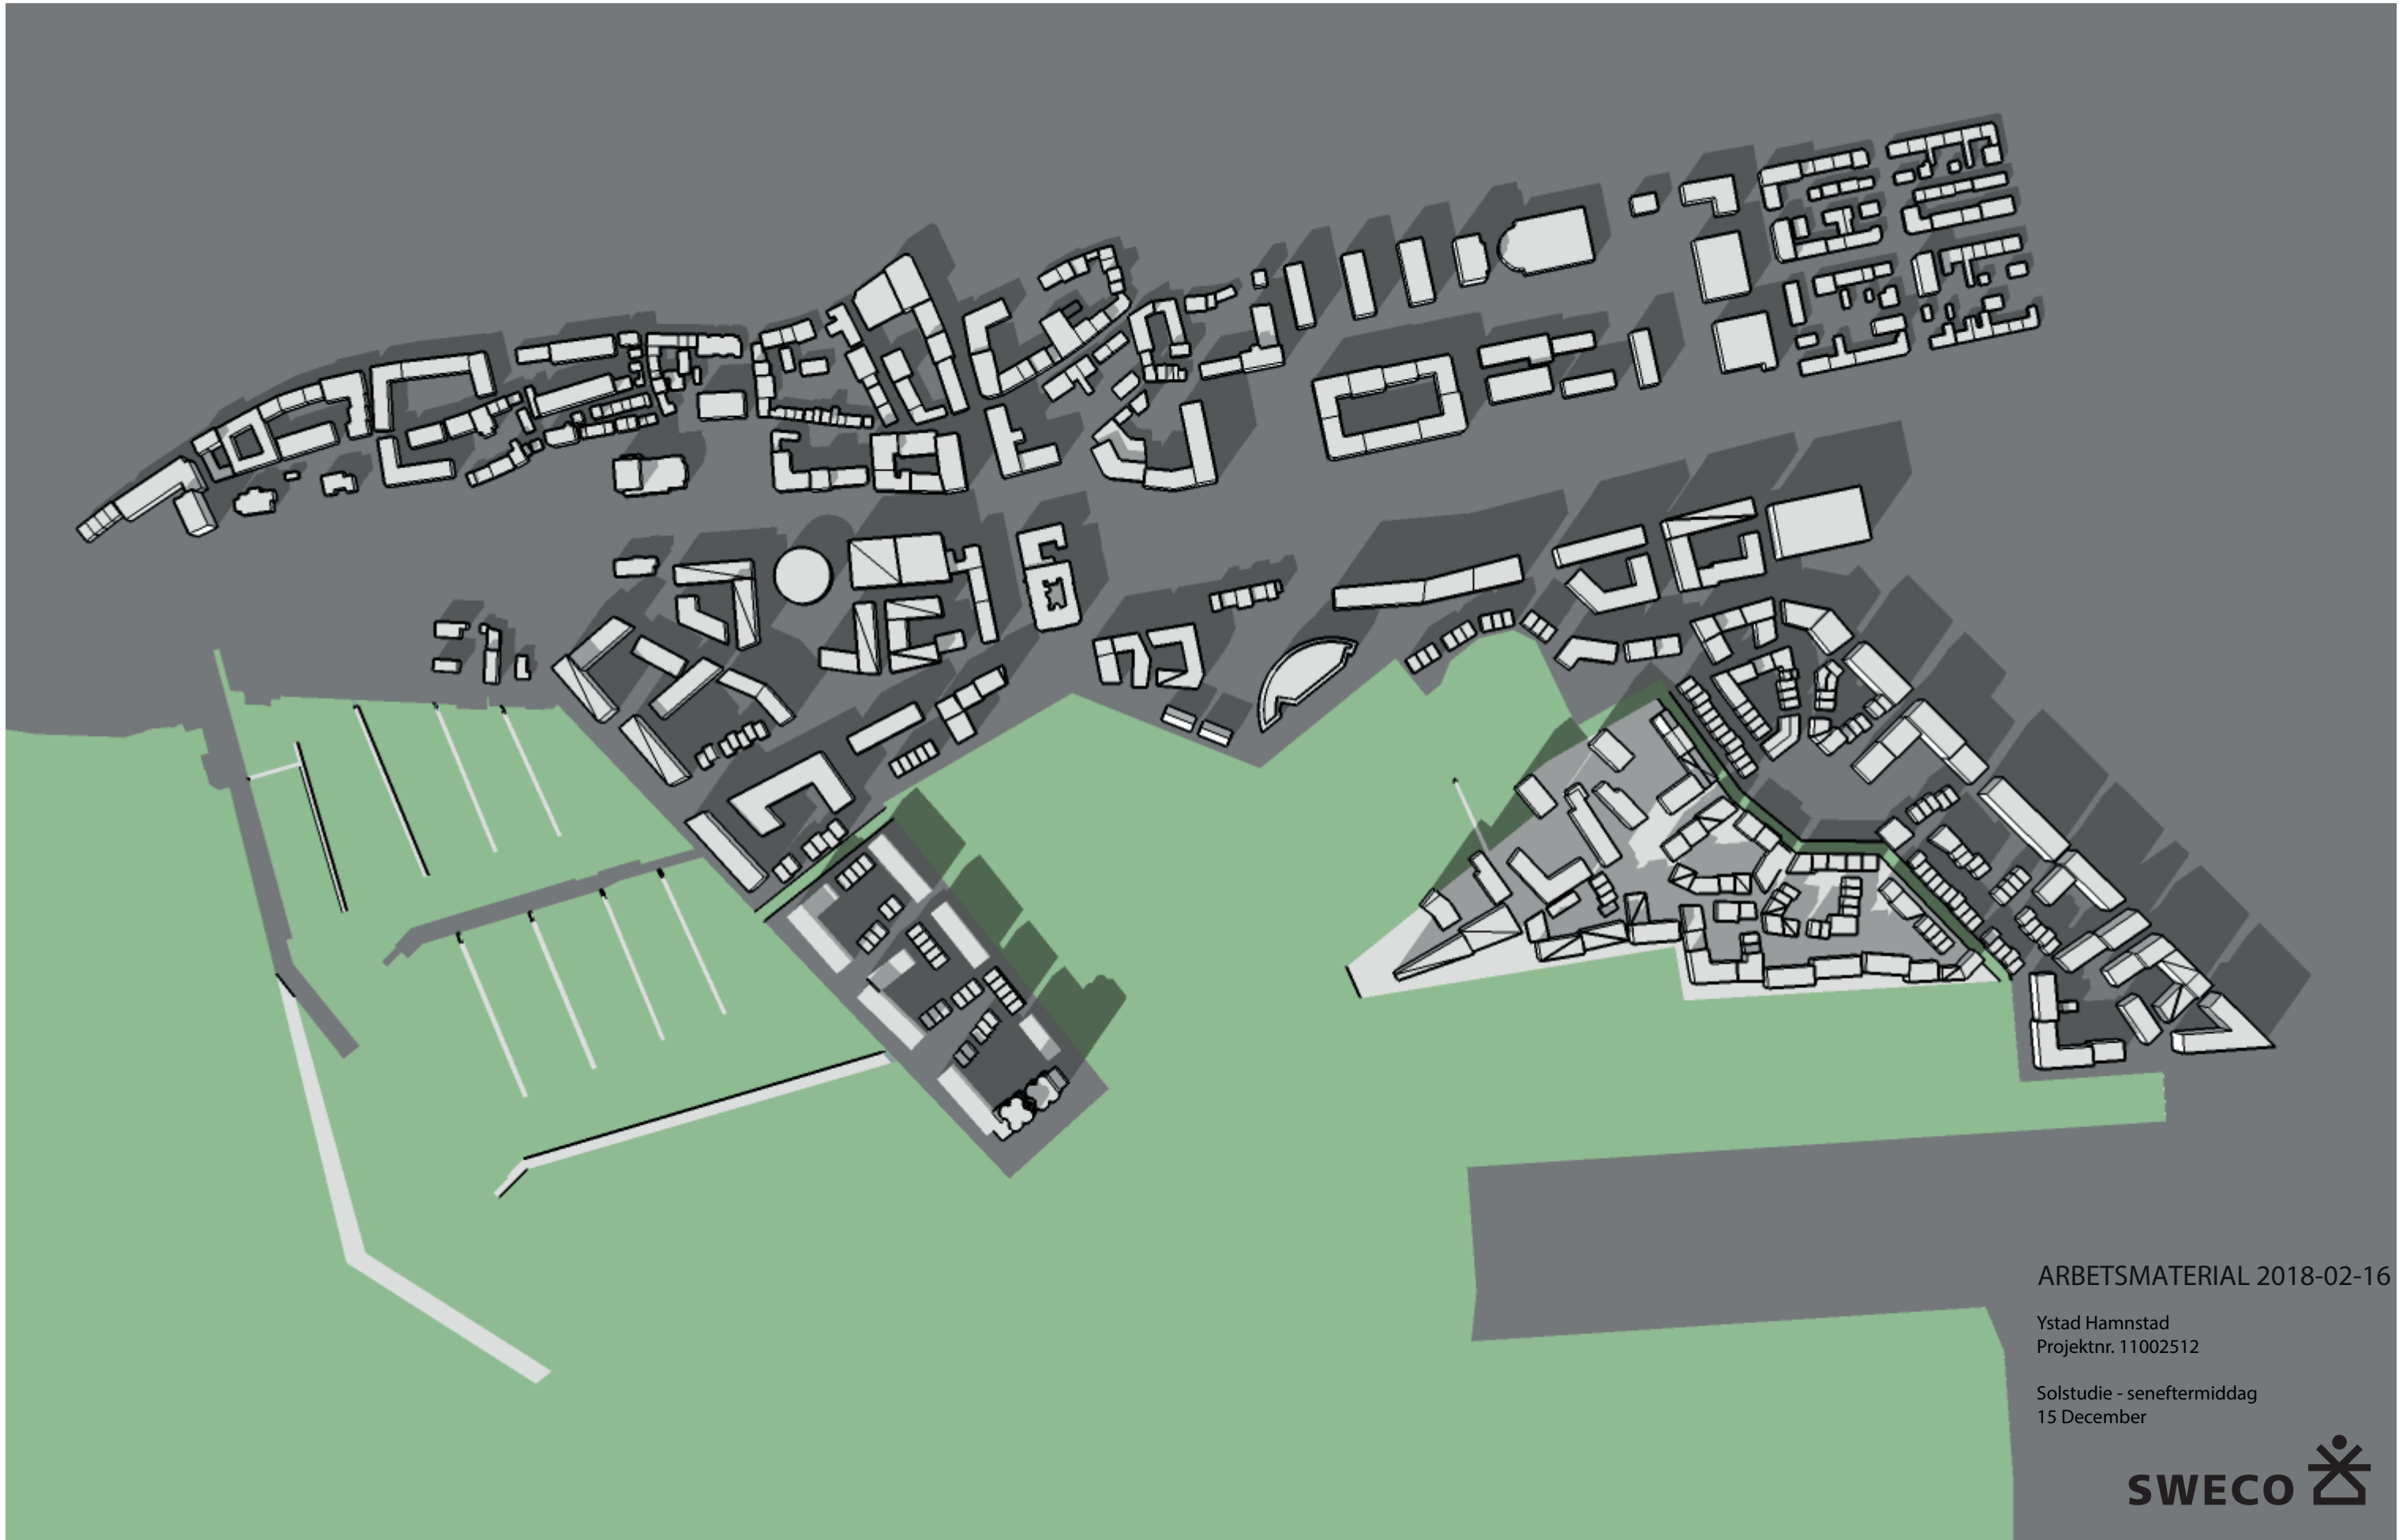 ARBETSMATERIAL 2018-02-16
Ystad Hamnstad
Projektnr. 11002512
Solstudie - seneftermiddag
15 December
SWECO